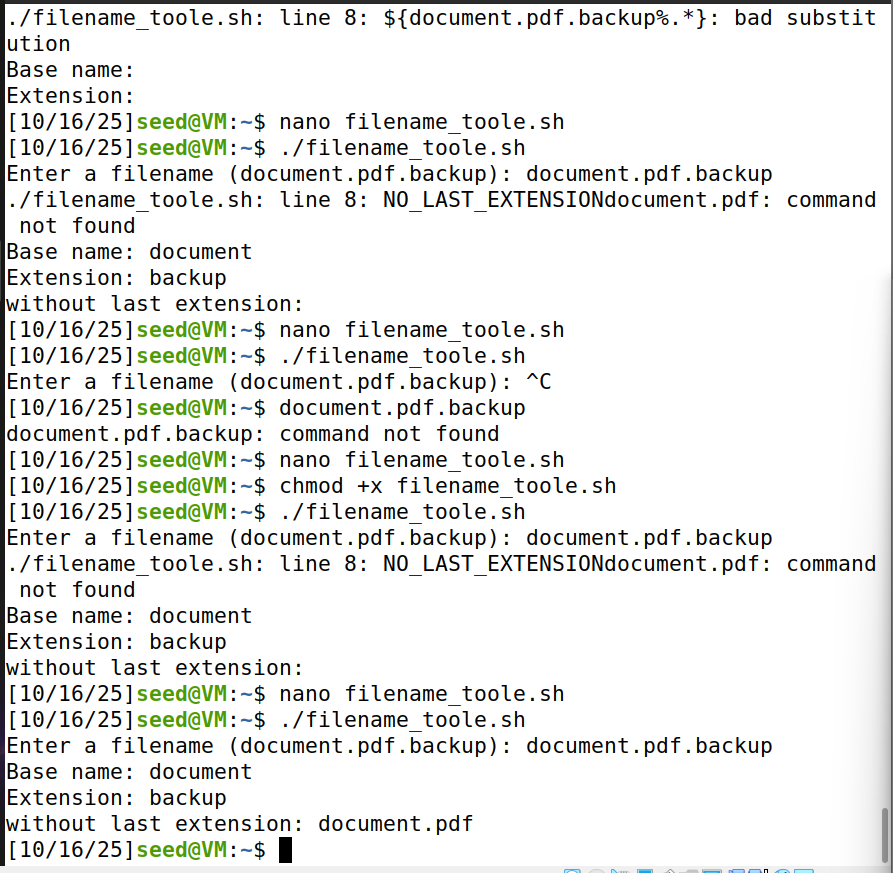 ./filename_toole.sh: line 8: ${document.pdf.backup%.*}: bad substit
ution
Base name:
Extension:
[10/16/25]seed@VM:~$ nano filename_toole.sh
[10/16/25]seed@VM:~$ ./filename_toole.sh
Enter a filename (document.pdf.backup): document.pdf.backup
./filename_toole.sh: line 8: NO_LAST_EXTENSIONdocument.pdf: command
 not found
Base name: document
Extension: backup
without last extension:
[10/16/25]seed@VM:~$ nano filename_toole.sh
[10/16/25]seed@VM:~$ ./filename_toole.sh
Enter a filename (document.pdf.backup): ^C
[10/16/25]seed@VM:~$ document.pdf.backup
document.pdf.backup: command not found
[10/16/25]seed@VM:~$ nano filename_toole.sh
[10/16/25]seed@VM:~$ chmod +x filename_toole.sh
[10/16/25]seed@VM:~$ ./filename_toole.sh
Enter a filename (document.pdf.backup): document.pdf.backup
./filename_toole.sh: line 8: NO_LAST_EXTENSIONdocument.pdf: command
 not found
Base name: document
Extension: backup
without last extension:
[10/16/25]seed@VM:~$ nano filename_toole.sh
[10/16/25]seed@VM:~$ ./filename_toole.sh
Enter a filename (document.pdf.backup): document.pdf.backup
Base name: document
Extension: backup
without last extension: document.pdf
[10/16/25]seed@VM:~$